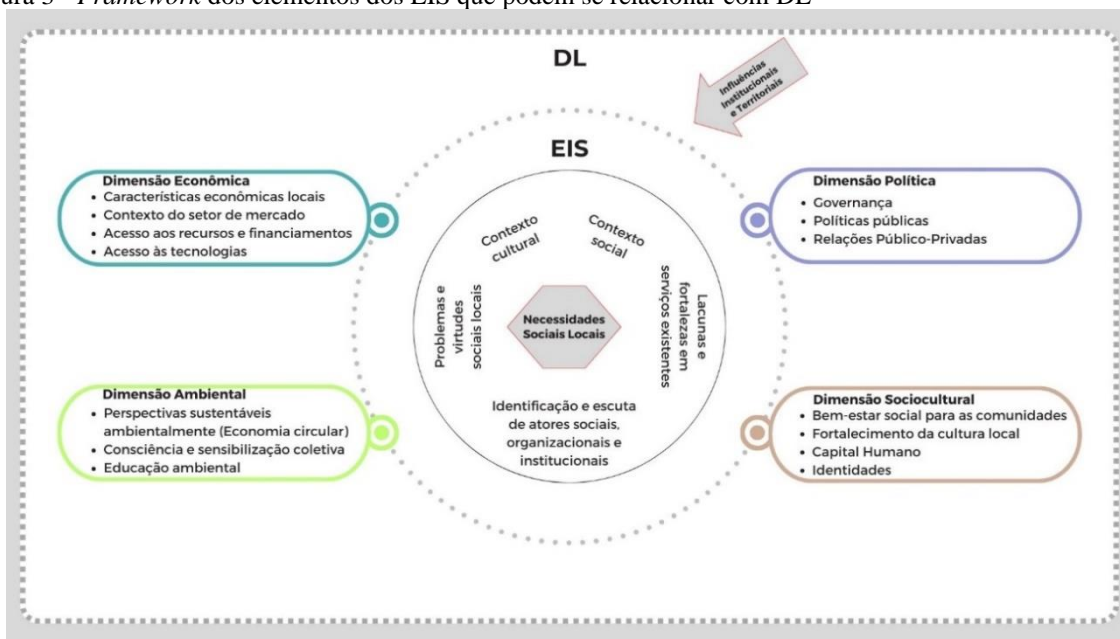 ura 3 - Framework dos elementos dos EIS que podem se relacionar com DL
DL
Influências
Institucionais
e Territoriais
EIS
Dimensão Econômica
• Características econômicas locais
• Contexto do setor de mercado
• Acesso aos recursos e financiamentos
• Acesso às tecnologias
Dimensão Política
• Governança
• Políticas públicas
• Relações Público-Privadas
Contexto
cultural
Contexto
social
Problemas e
virtudes
sociais locais
Lacunas e
fortalezas em
serviços existentes
Necessidades
Sociais Locais
Identificação e escuta
de atores sociais,
organizacionais e
institucionais
Dimensão Ambiental
• Perspectivas sustentáveis
ambientalmente (Economia circular)
• Consciência e sensibilização coletiva
• Educação ambiental
Dimensão Sociocultural
• Bem-estar social para as comunidades
• Fortalecimento da cultura local
• Capital Humano
• Identidades